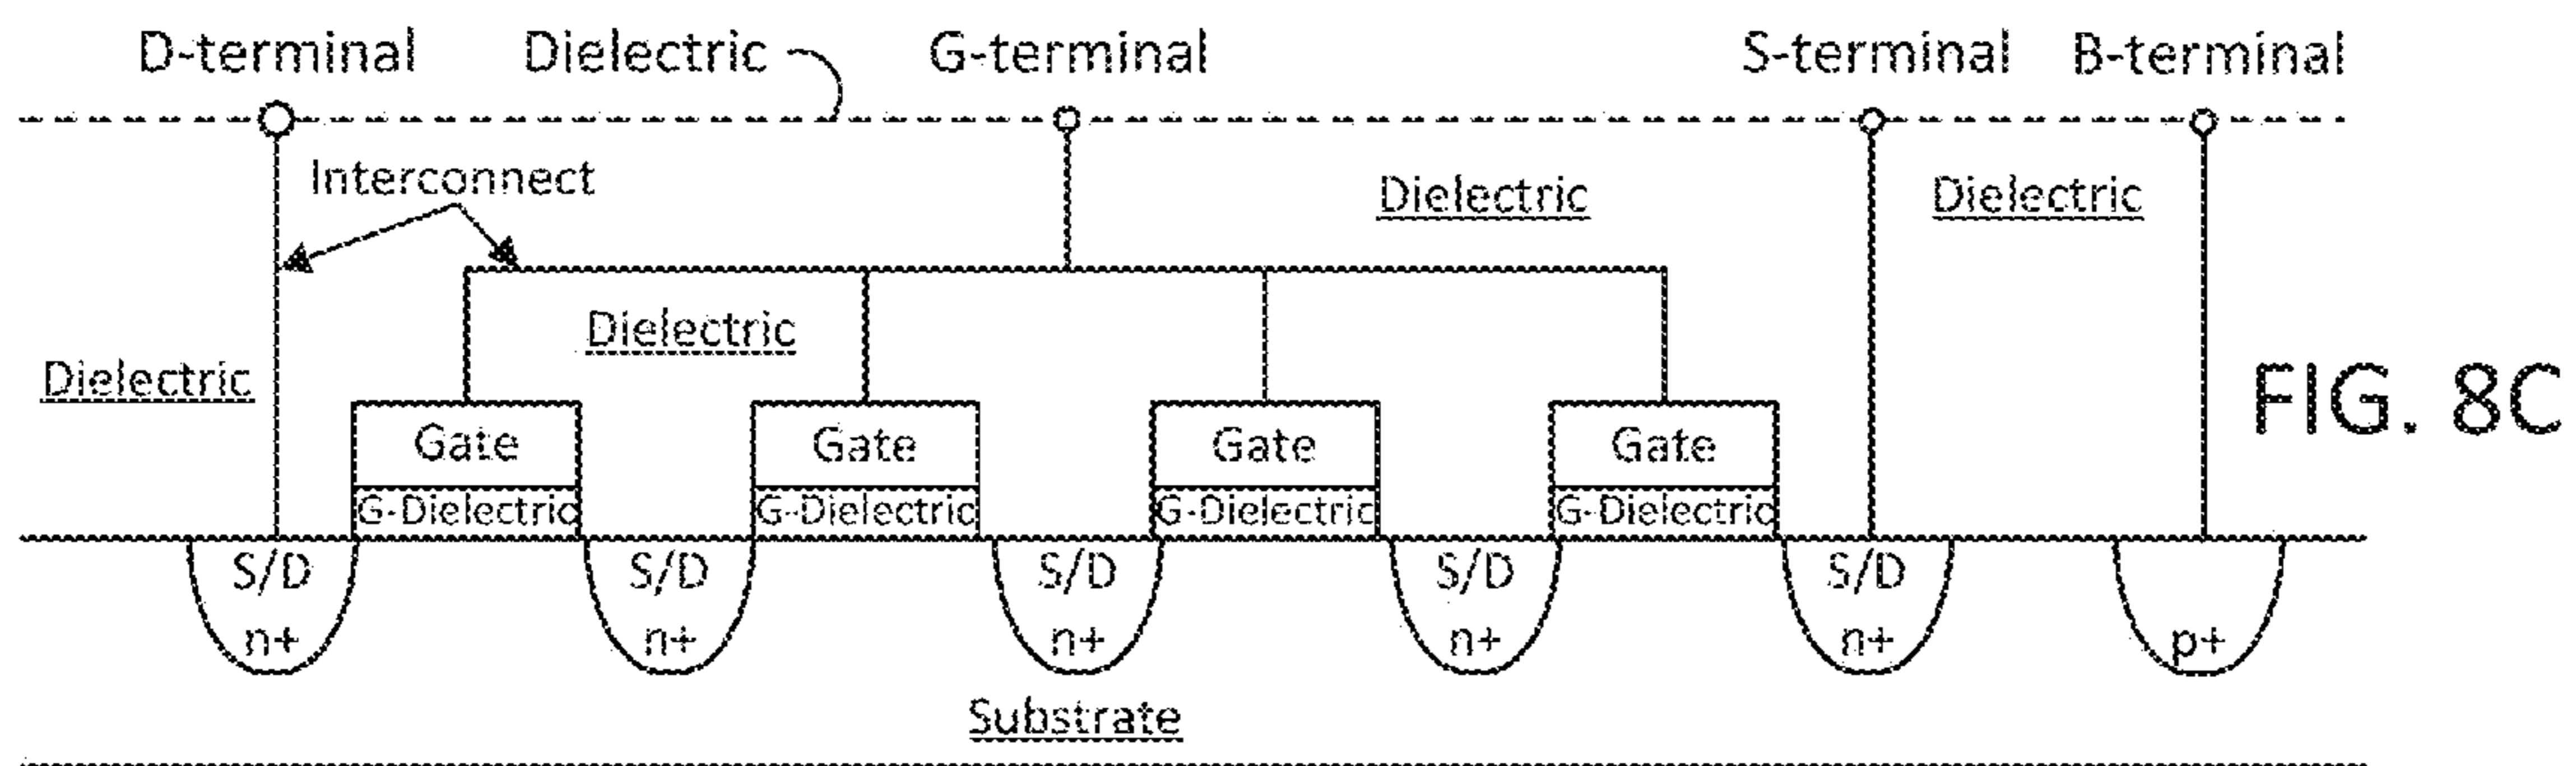 D-terminal Dielectric G-terminal S-terminal B-terminal
Interconnect Dielectric Dielectric
Dielectric
Dielectric FIG. 8C
Gate Gate Gate Gate
G-Dielectric G-Dielectric G-Dielectric G-Dielectric
S/D S/D S/D S/D S/D
n+ n+ n+ n+ n+ p+
Substrate